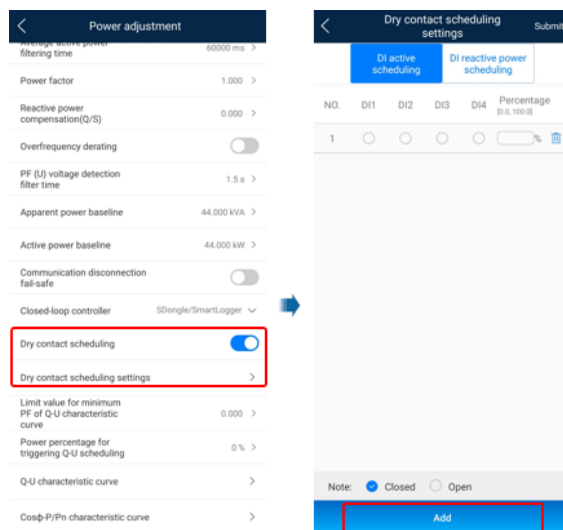 Power adjustment
Average active power
filtering time
60000 ms
Power factor
1.000
Reactive power
compensation(Q/S)
0.000
Overfrequency derating
PF (U) voltage detection
filter time
1.5 s
Apparent power baseline
44.000 kVA
Active power baseline
44.000 kW
Communication disconnection
fail-safe
Closed-loop controller
SDongle/SmartLogger
Dry contact scheduling
Dry contact scheduling settings
Limit value for minimum
PF of Q-U characteristic
curve
0.000
Power percentage for
triggering Q-U scheduling
0 %
Q-U characteristic curve
Cosφ-P/Pn characteristic curve
Dry contact scheduling
settings
Submit
DI active
scheduling
DI reactive power
scheduling
NO. DI1 DI2 DI3 DI4 Percentage
[0.0, 100.0]
1 %
Note: Closed Open
Add